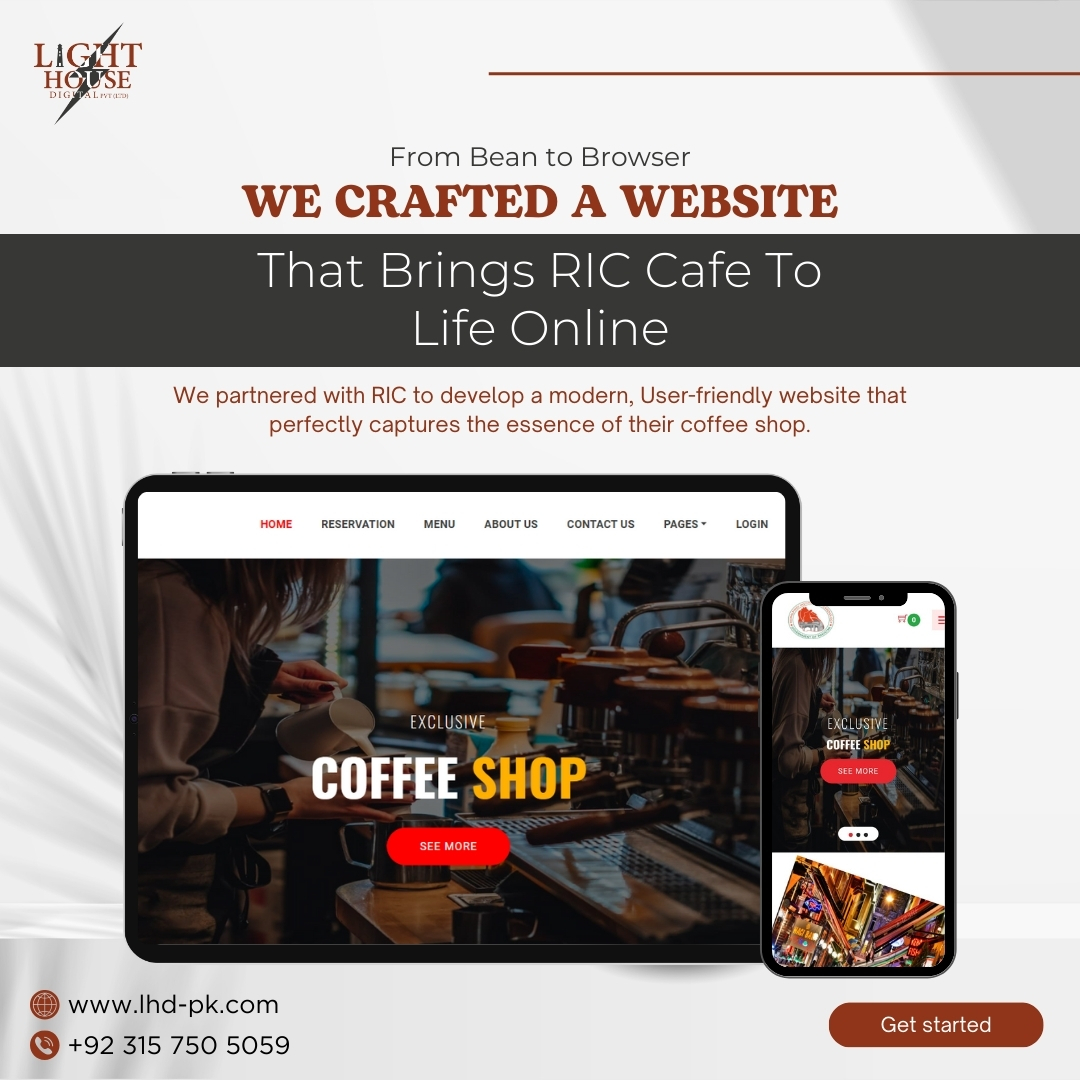 LIGHT
HOUSE
DIGITAL PVT (LTD)
From Bean to Browser
WE CRAFTED A WEBSITE
That Brings RIC Cafe To
Life Online
We partnered with RIC to develop a modern, User-friendly website that
perfectly captures the essence of their coffee shop.
HOME RESERVATION MENU ABOUT US CONTACT US PAGES LOGIN
EXCLUSIVE
COFFEE SHOP
SEE MORE
0
EXCLUSIVE
COFFEE SHOP
SEE MORE
www.lhd-pk.com
+92 315 750 5059
Get started